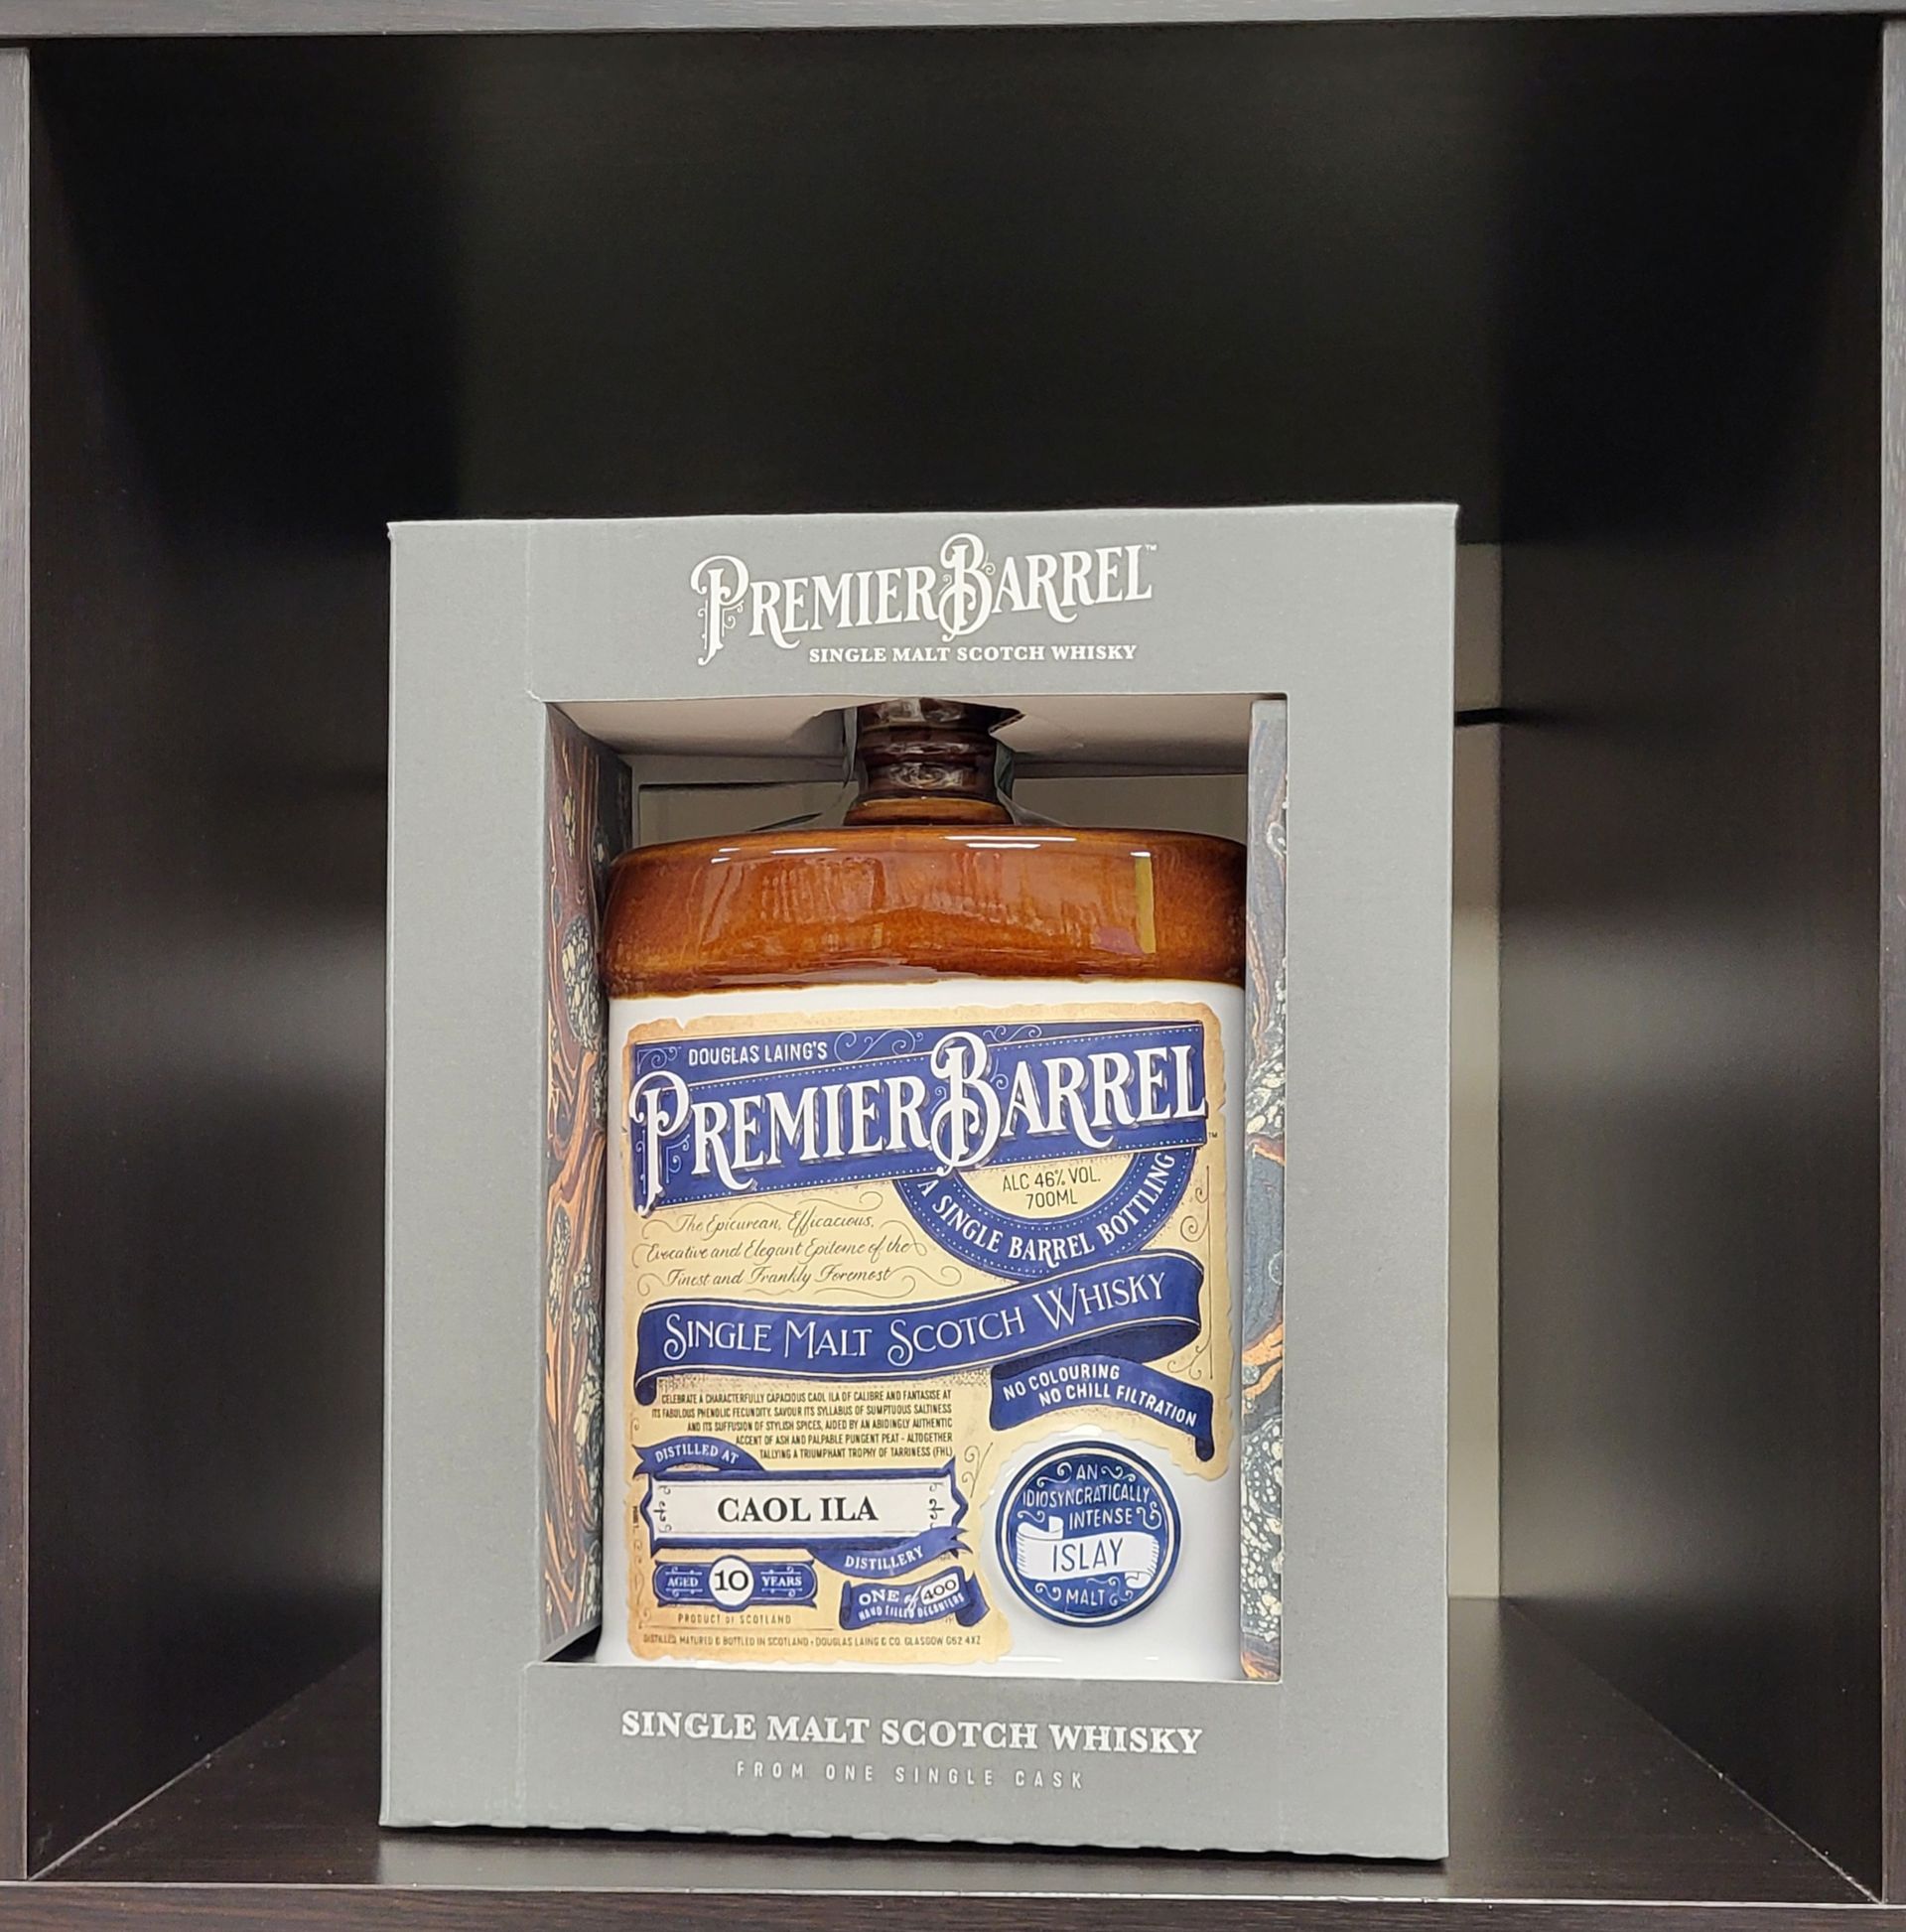 PREMIER BARREL™
SINGLE MALT SCOTCH WHISKY
DOUGLAS LAING'S
PREMIER BARREL™
ALC 46% VOL.
700ML
A SINGLE BARREL BOTTLING
The Epicurean, Efficacious,
Evocative and Elegant Epitome of the
Finest and Frankly Foremost
SINGLE MALT SCOTCH WHISKY
NO COLOURING
NO CHILL FILTRATION
CELEBRATE A CHARACTERFULLY CAPACIOUS CAOL ILA OF CALIBRE AND FANTASISE AT
ITS FABULOUS PHENOLIC FECUNDITY. SAVOUR ITS SYLLABUS OF SUMPTUOUS SALTINESS
AND ITS SUFFUSION OF STYLISH SPICES, AIDED BY AN ABIDINGLY AUTHENTIC
ACCENT OF ASH AND PALPABLE PUNGENT PEAT - ALTOGETHER
TALLYING A TRIUMPHANT TROPHY OF TARRINESS (FHL)
DISTILLED AT
CAOL ILA
DISTILLERY
AGED 10 YEARS
ONE of 400
HAND FILLED DECANTERS
PRODUCT OF SCOTLAND
DISTILLED, MATURED & BOTTLED IN SCOTLAND • DOUGLAS LAING & CO. GLASGOW G52 4XZ
AN
IDIOSYNCRATICALLY
INTENSE
ISLAY
MALT
SINGLE MALT SCOTCH WHISKY
FROM ONE SINGLE CASK